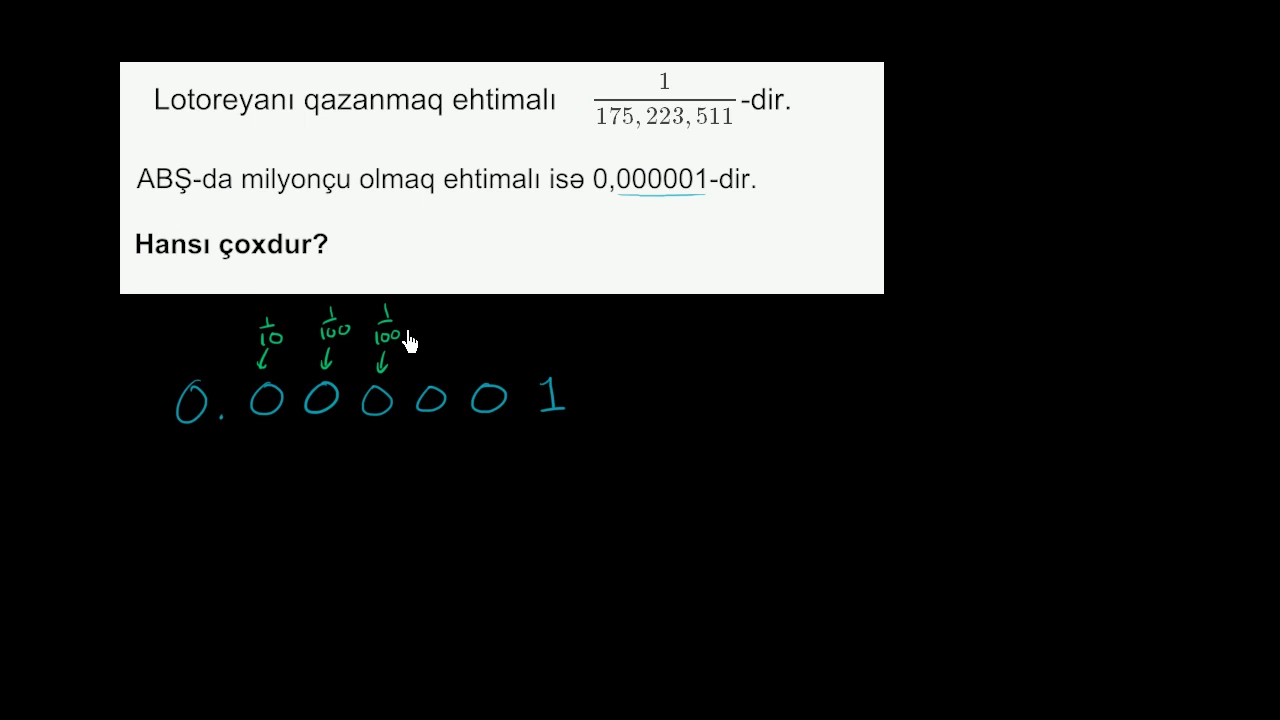 Lotoreyanı qazanmaq ehtimalı 1/175,223,511 -dir.
ABŞ-da milyonçu olmaq ehtimalı isə 0,000001-dir.
Hansı çoxdur?
1/10 1/100 1/100
0.000001